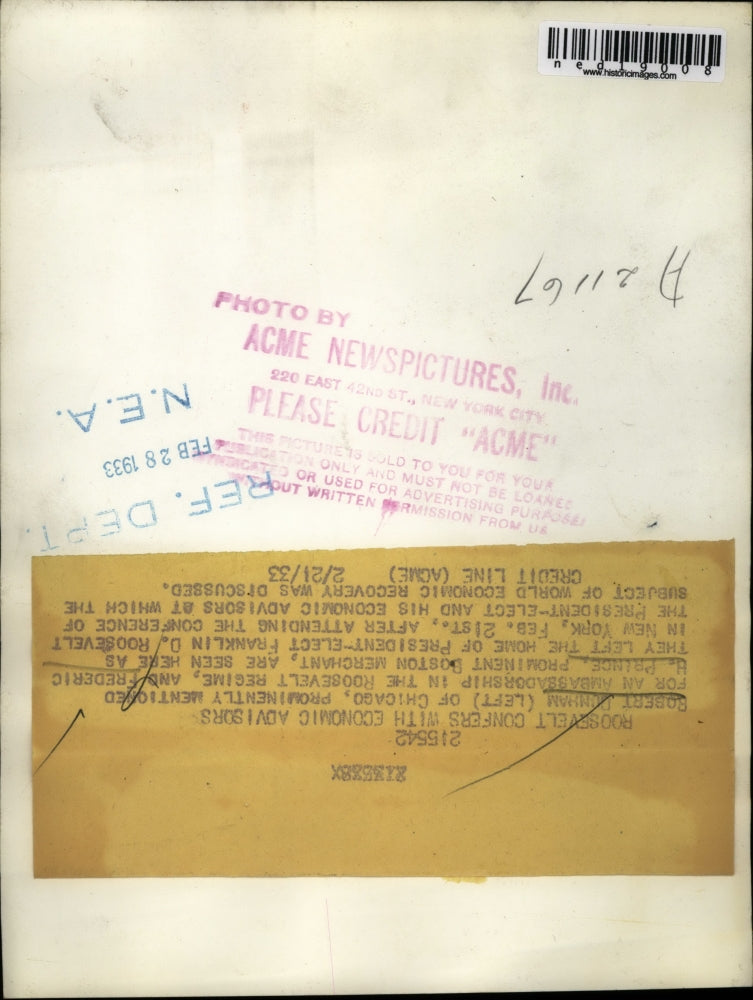 ned19008
www.historicimages.com
A 21167
PHOTO BY
ACME NEWSPICTURES, Inc.
220 EAST 42ND ST., NEW YORK CITY
PLEASE CREDIT "ACME"
THIS PICTURE IS SOLD TO YOU FOR YOUR
PUBLICATION ONLY AND MUST NOT BE LOANED
SYNDICATED OR USED FOR ADVERTISING PURPOSES
WITHOUT WRITTEN PERMISSION FROM US
REF. DEPT.
FEB 28 1933
N.E.A.
215542
ROOSEVELT CONFERS WITH ECONOMIC ADVISORS
ROBERT DUNHAM (LEFT) OF CHICAGO, PROMINENTLY MENTIONED
FOR AN AMBASSADORSHIP IN THE ROOSEVELT REGIME, AND FREDERIC
H. PRINCE, PROMINENT BOSTON MERCHANT, ARE SEEN HERE AS
THEY LEFT THE HOME OF PRESIDENT-ELECT FRANKLIN D. ROOSEVELT
IN NEW YORK, FEB. 21ST., AFTER ATTENDING THE CONFERENCE OF
THE PRESIDENT-ELECT AND HIS ECONOMIC ADVISORS AT WHICH THE
SUBJECT OF WORLD ECONOMIC RECOVERY WAS DISCUSSED.
CREDIT LINE (ACME) 2/21/33